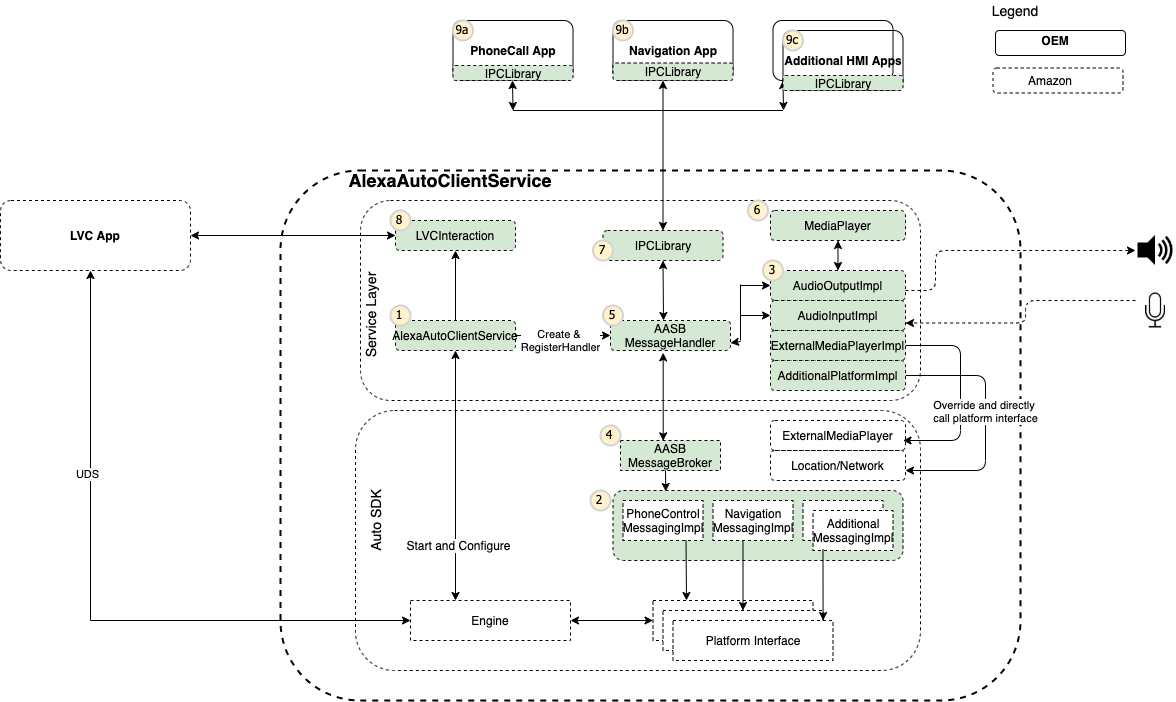 Legend
OEM
Amazon
9a
PhoneCall App
IPCLibrary
9b
Navigation App
IPCLibrary
9c
Additional HMI Apps
IPCLibrary
AlexaAutoClientService
LVC App
Service Layer
8
LVCInteraction
7
IPCLibrary
6
MediaPlayer
3
AudioOutputImpl
AudioInputImpl
ExternalMediaPlayerImpl
AdditionalPlatformImpl
1
AlexaAutoClientService
Create &
RegisterHandler
5
AASB
MessageHandler
Override and directly
call platform interface
Auto SDK
4
AASB
MessageBroker
ExternalMediaPlayer
Location/Network
2
PhoneControl
MessagingImpl
Navigation
MessagingImpl
Additional
MessagingImpl
UDS
Start and Configure
Engine
Platform Interface